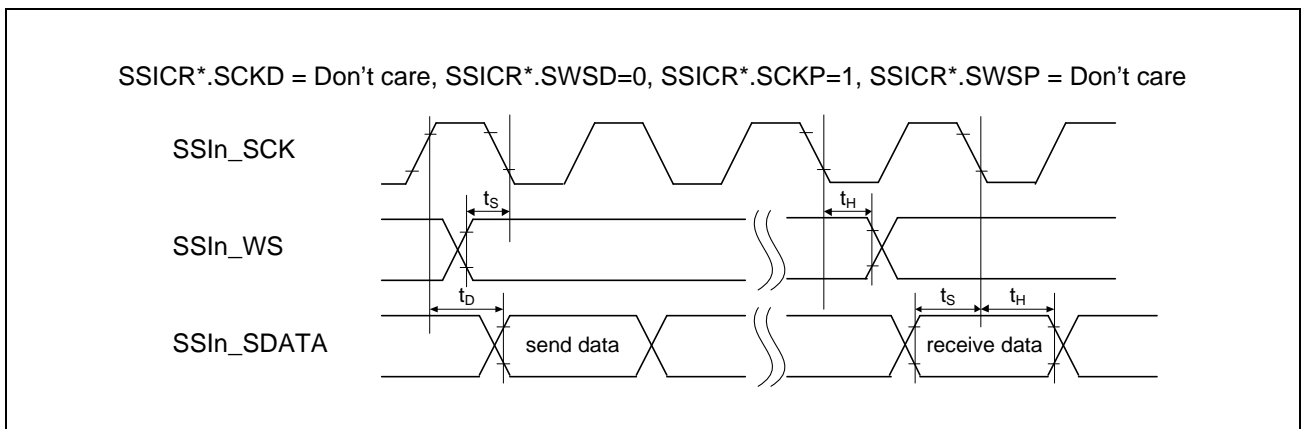 SSICR*.SCKD = Don't care, SSICR*.SWSD=0, SSICR*.SCKP=1, SSICR*.SWSP = Don't care
SSIn_SCK
tS
tH
SSIn_WS
tD
tS
tH
SSIn_SDATA
send data
receive data